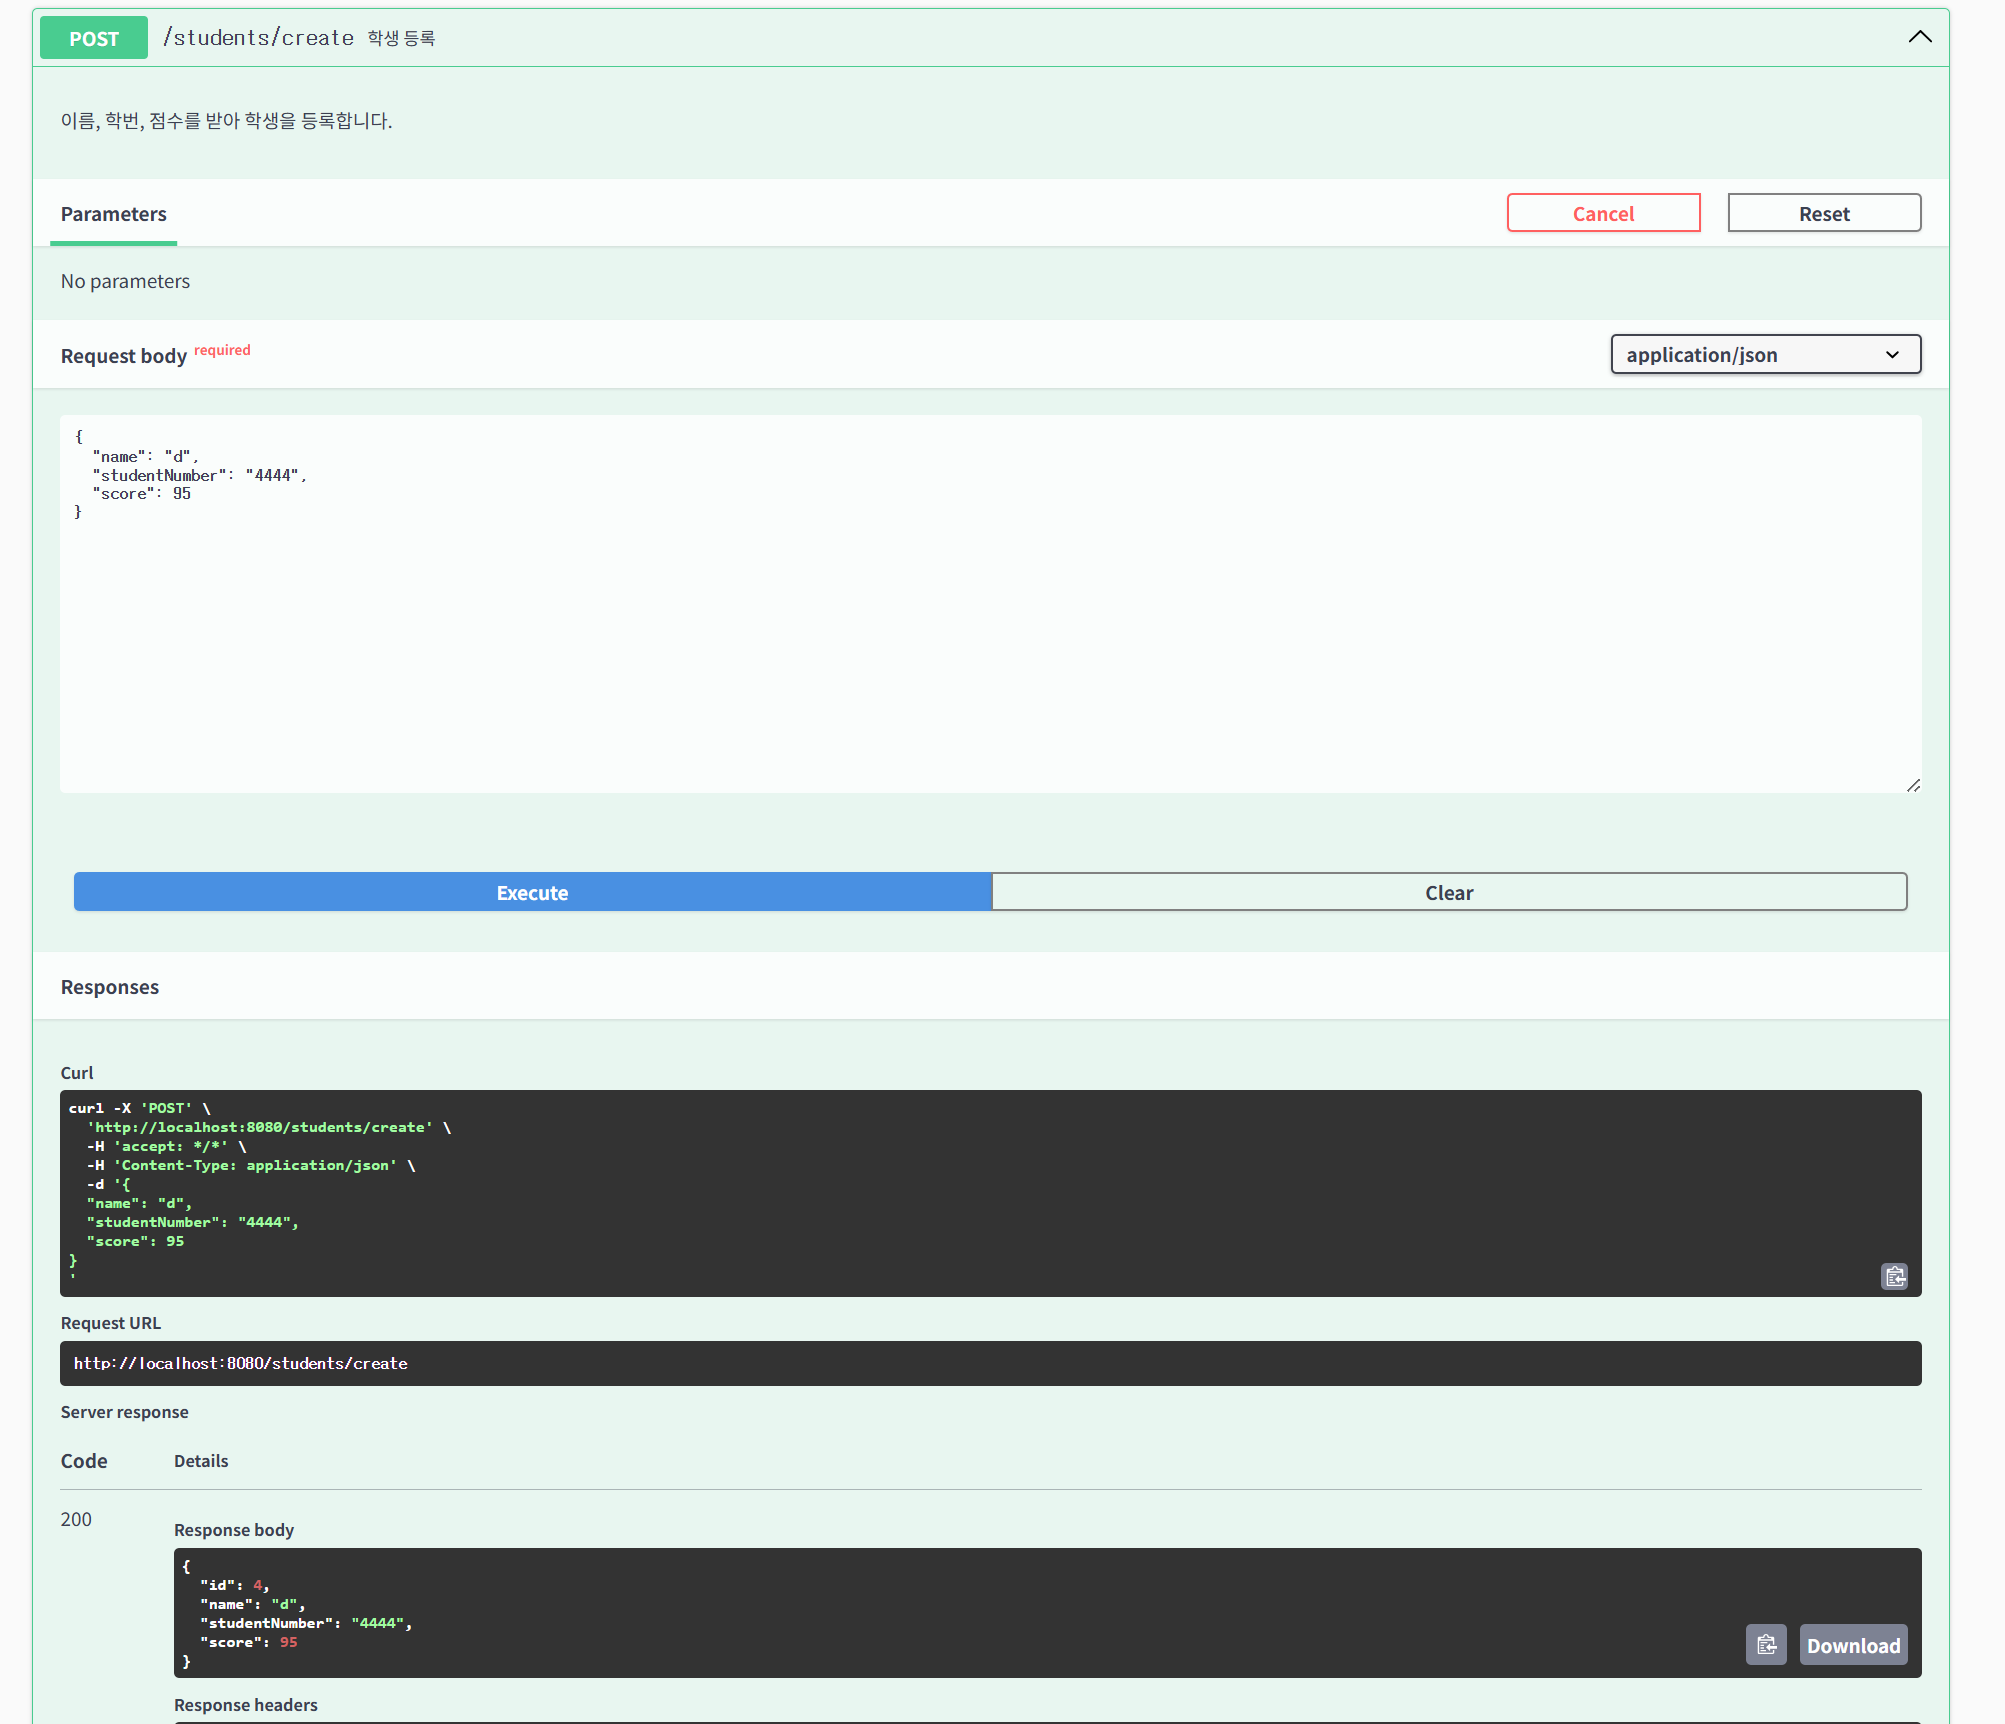 POST /students/create 학생 등록
이름, 학번, 점수를 받아 학생을 등록합니다.
Parameters
Cancel
Reset
No parameters
Request body required
application/json
{
  "name": "d",
  "studentNumber": "4444",
  "score": 95
}
Execute
Clear
Responses
Curl
curl -X 'POST' \
  'http://localhost:8080/students/create' \
  -H 'accept: */*' \
  -H 'Content-Type: application/json' \
  -d '{
  "name": "d",
  "studentNumber": "4444",
  "score": 95
}
'
Request URL
http://localhost:8080/students/create
Server response
Code Details
200
Response body
{
  "id": 4,
  "name": "d",
  "studentNumber": "4444",
  "score": 95
}
Download
Response headers